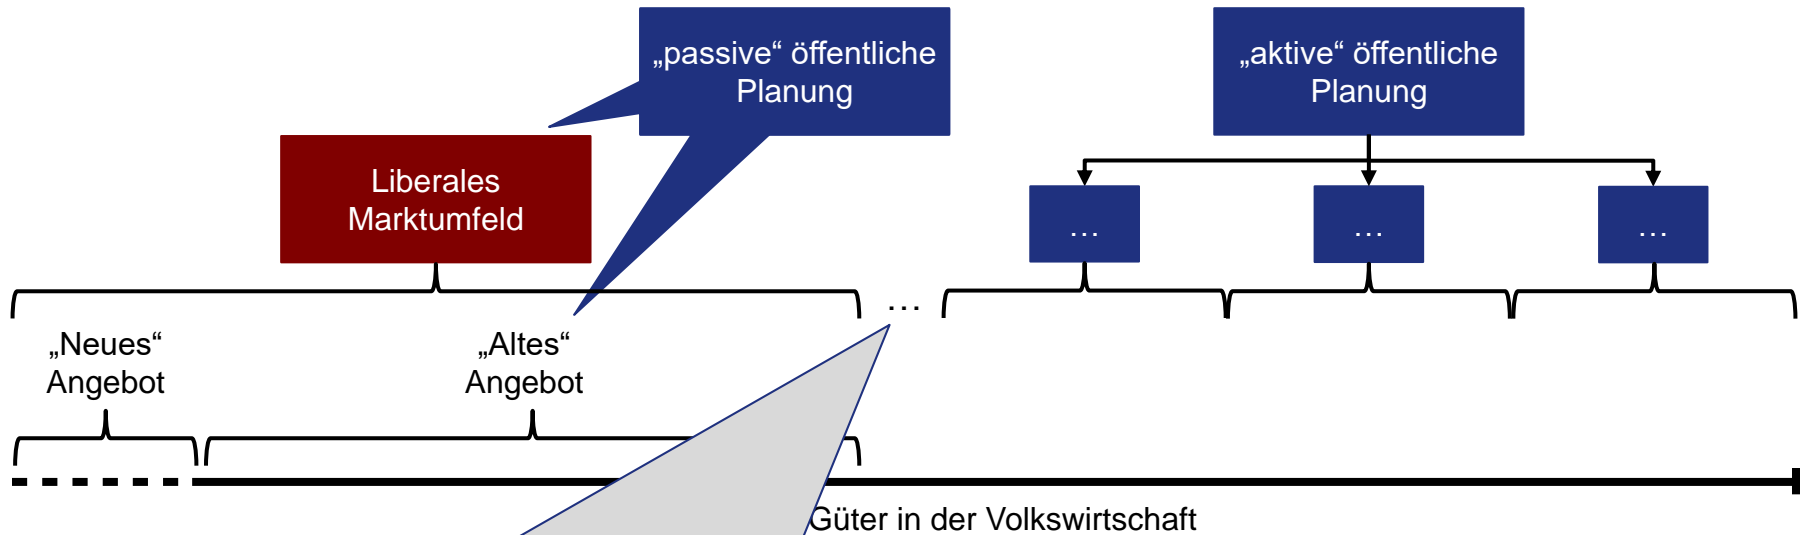 „passive“ öffentliche
Planung
„aktive“ öffentliche
Planung
Liberales
Marktumfeld
…
…
…
…
„Neues“
Angebot
„Altes“
Angebot
Güter in der Volkswirtschaft